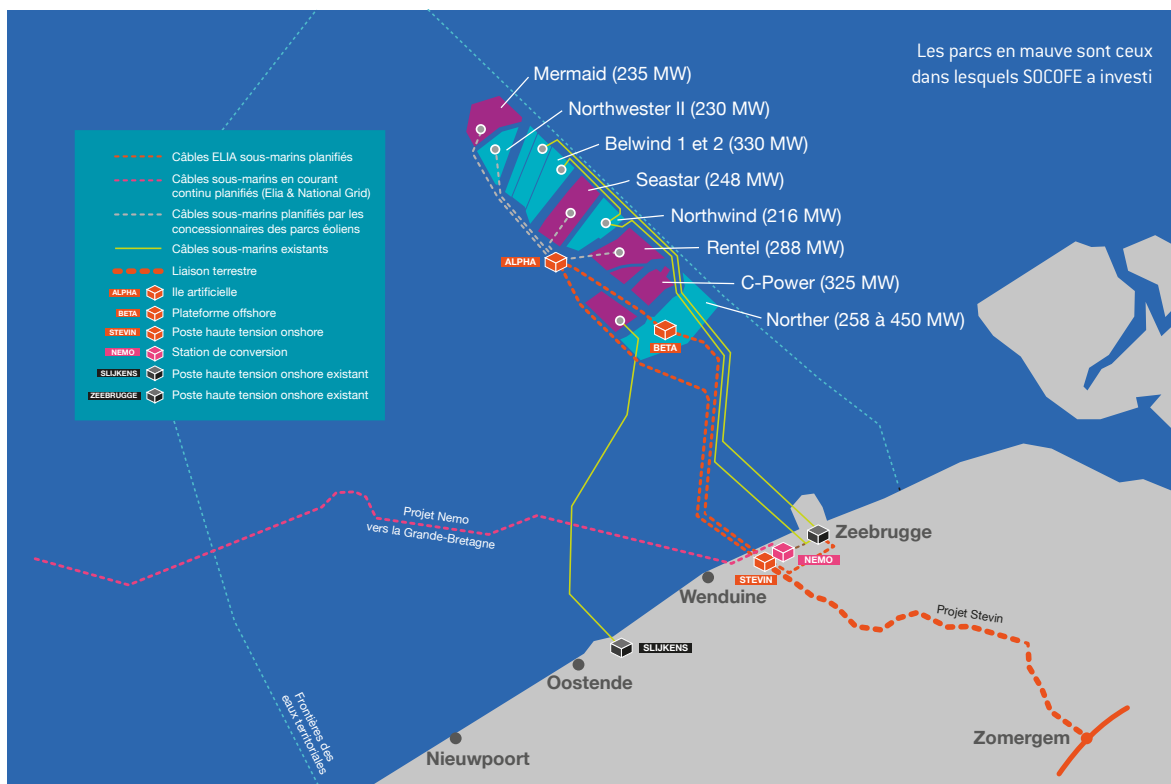 Les parcs en mauve sont ceux
dans lesquels SOCOFE a investi
Mermaid (235 MW)
Northwester II (230 MW)
Belwind 1 et 2 (330 MW)
Seastar (248 MW)
Northwind (216 MW)
Rentel (288 MW)
C-Power (325 MW)
Norther (258 à 450 MW)
Câbles ELIA sous-marins planifiés
Câbles sous-marins en courant
continu planifiés (Elia & National Grid)
Câbles sous-marins planifiés par les
concessionnaires des parcs éoliens
Câbles sous-marins existants
Liaison terrestre
ALPHA Ile artificielle
BETA Plateforme offshore
STEVIN Poste haute tension onshore
NEMO Station de conversion
SLIJKENS Poste haute tension onshore existant
ZEEBRUGGE Poste haute tension onshore existant
ALPHA
BETA
Projet Nemo
vers la Grande-Bretagne
Zeebrugge
NEMO
STEVIN
Wenduine
Projet Stevin
SLIJKENS
Oostende
Frontières des
eaux territoriales
Nieuwpoort
Zomergem